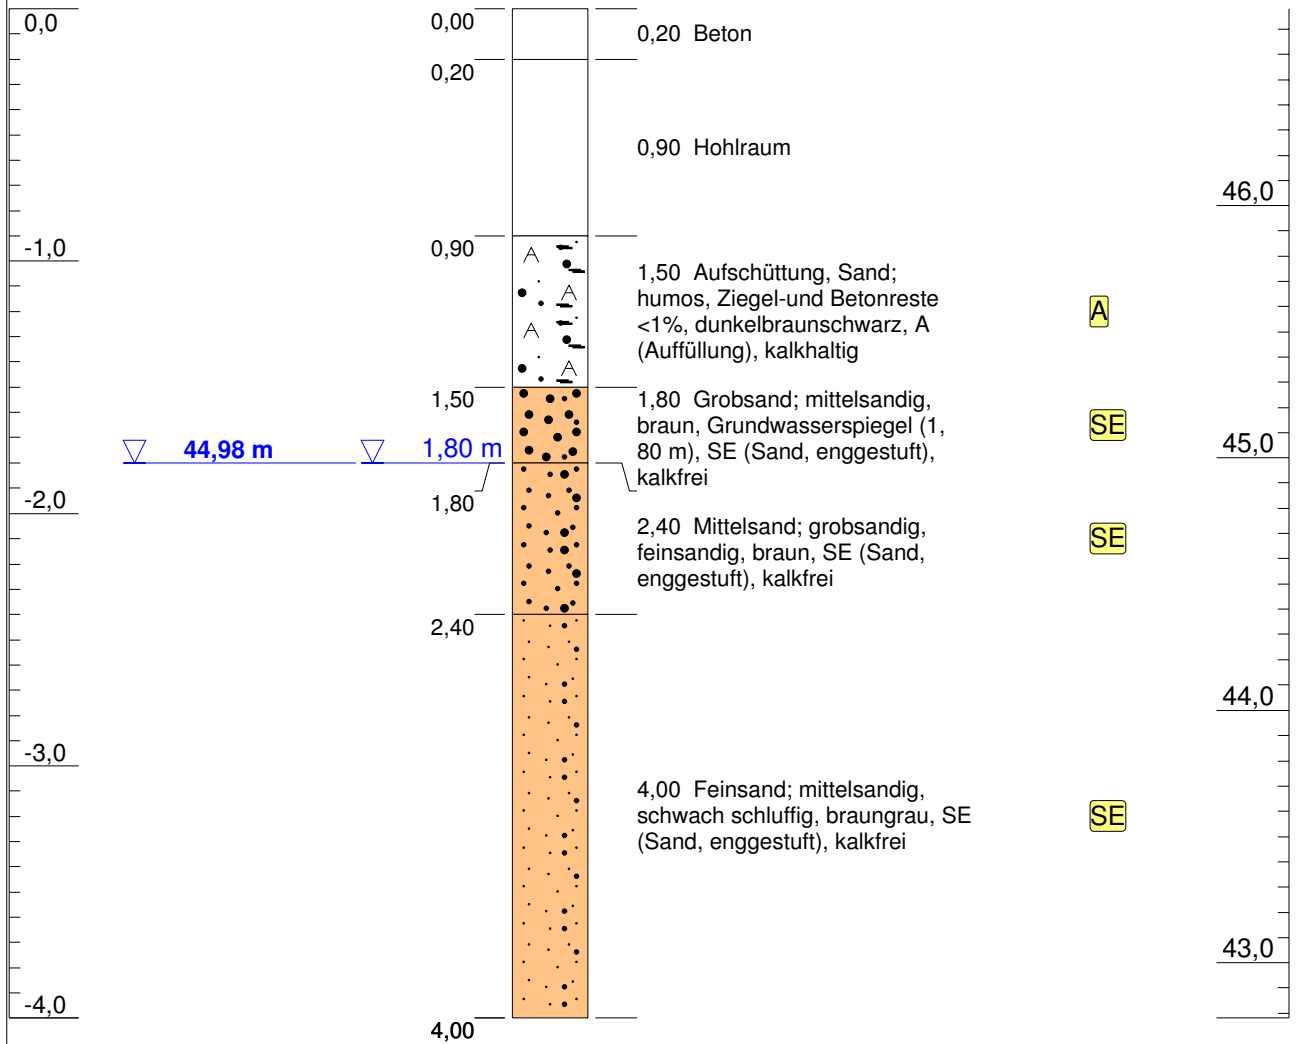 0,0
0,00
0,20 Beton
0,20
0,90 Hohlraum
46,0
-1,0
0,90
1,50 Aufschüttung, Sand;
humos, Ziegel-und Betonreste
<1%, dunkelbraunschwarz, A
(Auffüllung), kalkhaltig
A
A
A
A
A
1,50
1,80 Grobsand; mittelsandig,
braun, Grundwasserspiegel (1,
80 m), SE (Sand, enggestuft),
kalkfrei
SE
44,98 m
1,80 m
45,0
-2,0
1,80
2,40 Mittelsand; grobsandig,
feinsandig, braun, SE (Sand,
enggestuft), kalkfrei
SE
2,40
44,0
-3,0
4,00 Feinsand; mittelsandig,
schwach schluffig, braungrau, SE
(Sand, enggestuft), kalkfrei
SE
43,0
-4,0
4,00